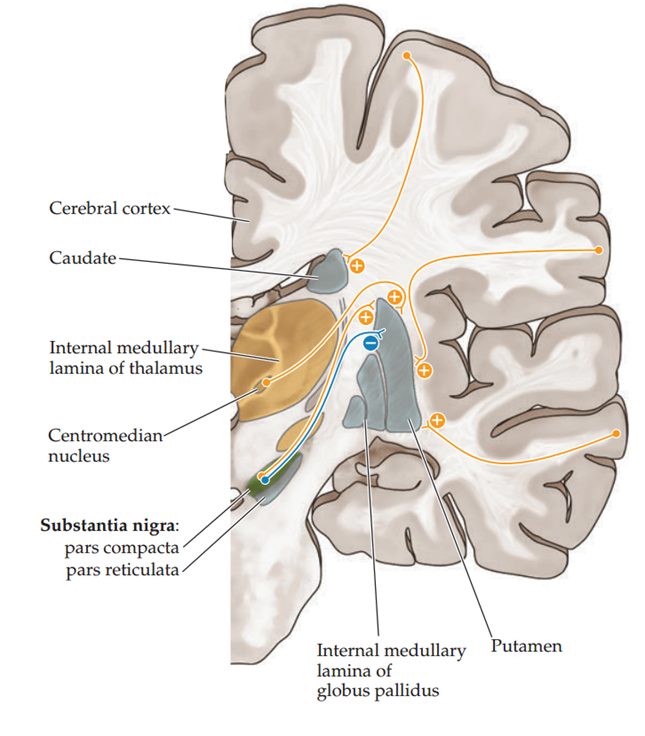 Cerebral cortex
Caudate
+
+
+
−
Internal medullary
lamina of thalamus
+
+
Centromedian
nucleus
Substantia nigra:
pars compacta
pars reticulata
Internal medullary
lamina of
globus pallidus
Putamen